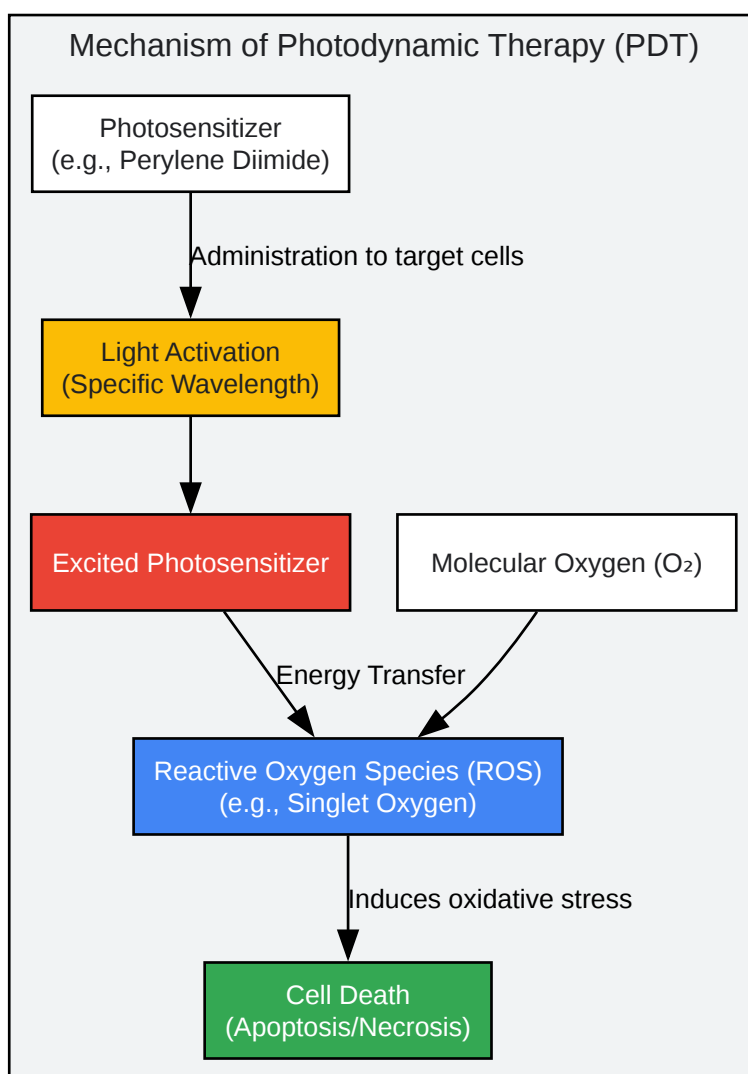 Mechanism of Photodynamic Therapy (PDT)
Photosensitizer
(e.g., Perylene Diimide)
Administration to target cells
Light Activation
(Specific Wavelength)
Excited Photosensitizer
Molecular Oxygen (O₂)
Energy Transfer
Reactive Oxygen Species (ROS)
(e.g., Singlet Oxygen)
Induces oxidative stress
Cell Death
(Apoptosis/Necrosis)